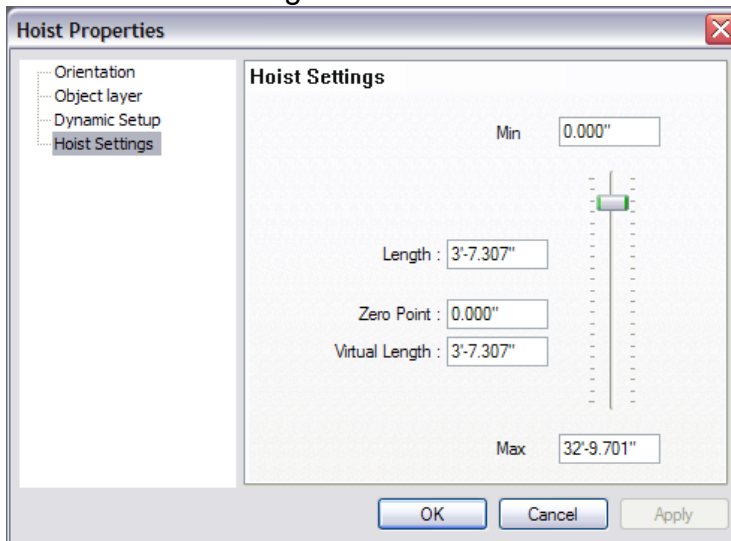 Hoist Properties
Orientation
Object layer
Dynamic Setup
Hoist Settings
Hoist Settings
Min 0.000"
Length : 3'-7.307"
Zero Point : 0.000"
Virtual Length : 3'-7.307"
Max 32'-9.701"
OK Cancel Apply